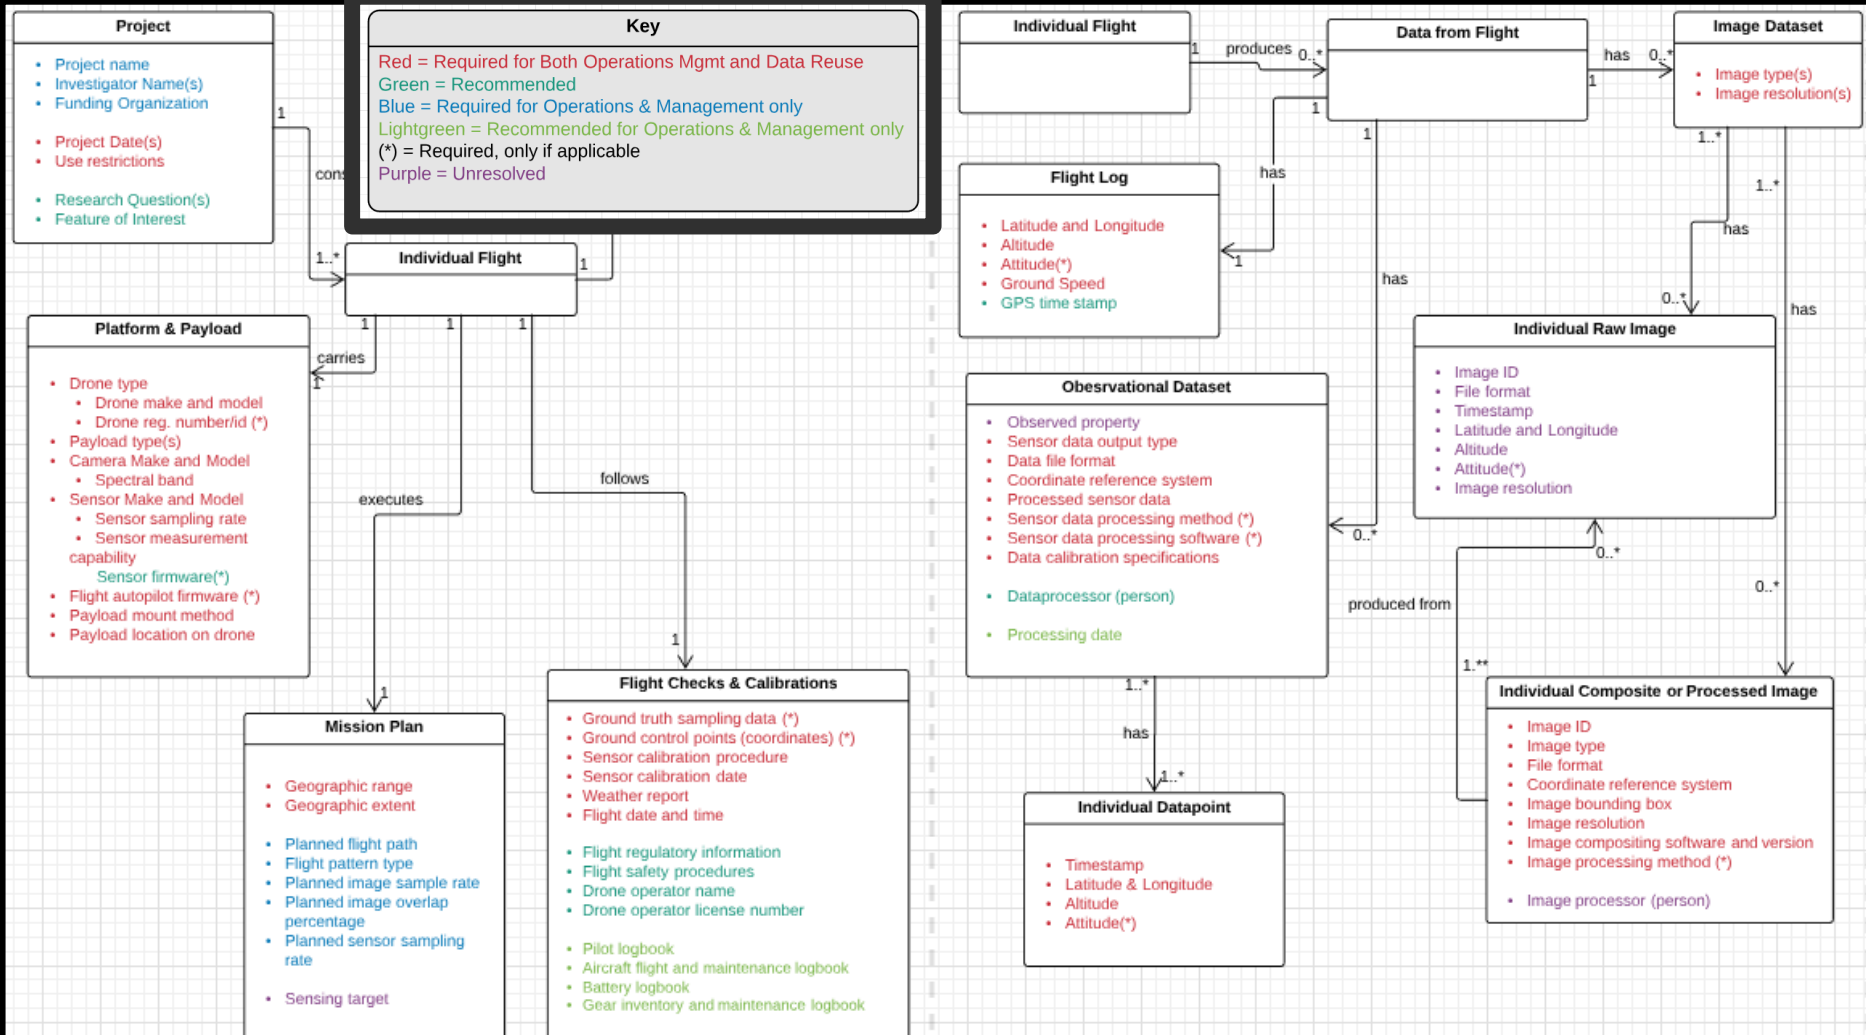 Project
• Project name
• Investigator Name(s)
• Funding Organization
• Project Date(s)
• Use restrictions
• Research Question(s)
• Feature of Interest
1
cons
1..*
Key
Red = Required for Both Operations Mgmt and Data Reuse
Green = Recommended
Blue = Required for Operations & Management only
Lightgreen = Recommended for Operations & Management only
(*) = Required, only if applicable
Purple = Unresolved
Individual Flight
1
1
1
1
carries
1
executes
1
follows
1
Platform & Payload
• Drone type
• Drone make and model
• Drone reg. number/id (*)
• Payload type(s)
• Camera Make and Model
• Spectral band
• Sensor Make and Model
• Sensor sampling rate
• Sensor measurement
capability
Sensor firmware(*)
• Flight autopilot firmware (*)
• Payload mount method
• Payload location on drone
Mission Plan
• Geographic range
• Geographic extent
• Planned flight path
• Flight pattern type
• Planned image sample rate
• Planned image overlap
percentage
• Planned sensor sampling
rate
• Sensing target
Flight Checks & Calibrations
• Ground truth sampling data (*)
• Ground control points (coordinates) (*)
• Sensor calibration procedure
• Sensor calibration date
• Weather report
• Flight date and time
• Flight regulatory information
• Flight safety procedures
• Drone operator name
• Drone operator license number
• Pilot logbook
• Aircraft flight and maintenance logbook
• Battery logbook
• Gear inventory and maintenance logbook
Individual Flight
1
produces
0..*
Data from Flight
1
has
0..*
Image Dataset
• Image type(s)
• Image resolution(s)
1
has
1
1
has
0..*
1..*
has
0..*
1..*
has
0..*
Flight Log
• Latitude and Longitude
• Altitude
• Attitude(*)
• Ground Speed
• GPS time stamp
Obesrvational Dataset
• Observed property
• Sensor data output type
• Data file format
• Coordinate reference system
• Processed sensor data
• Sensor data processing method (*)
• Sensor data processing software (*)
• Data calibration specifications
• Dataprocessor (person)
• Processing date
1..*
has
1..*
Individual Datapoint
• Timestamp
• Latitude & Longitude
• Altitude
• Attitude(*)
Individual Raw Image
• Image ID
• File format
• Timestamp
• Latitude and Longitude
• Altitude
• Attitude(*)
• Image resolution
0..*
produced from
1.**
Individual Composite or Processed Image
• Image ID
• Image type
• File format
• Coordinate reference system
• Image bounding box
• Image resolution
• Image compositing software and version
• Image processing method (*)
• Image processor (person)